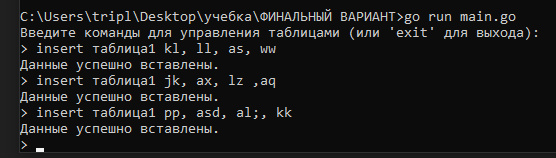 C:\Users\tripl\Desktop\учебка\ФИНАЛЬНЫЙ ВАРИАНТ>go run main.go
Введите команды для управления таблицами (или 'exit' для выхода):
> insert таблица1 kl, ll, as, ww
Данные успешно вставлены.
> insert таблица1 jk, ax, lz ,aq
Данные успешно вставлены.
> insert таблица1 pp, asd, al;, kk
Данные успешно вставлены.
>